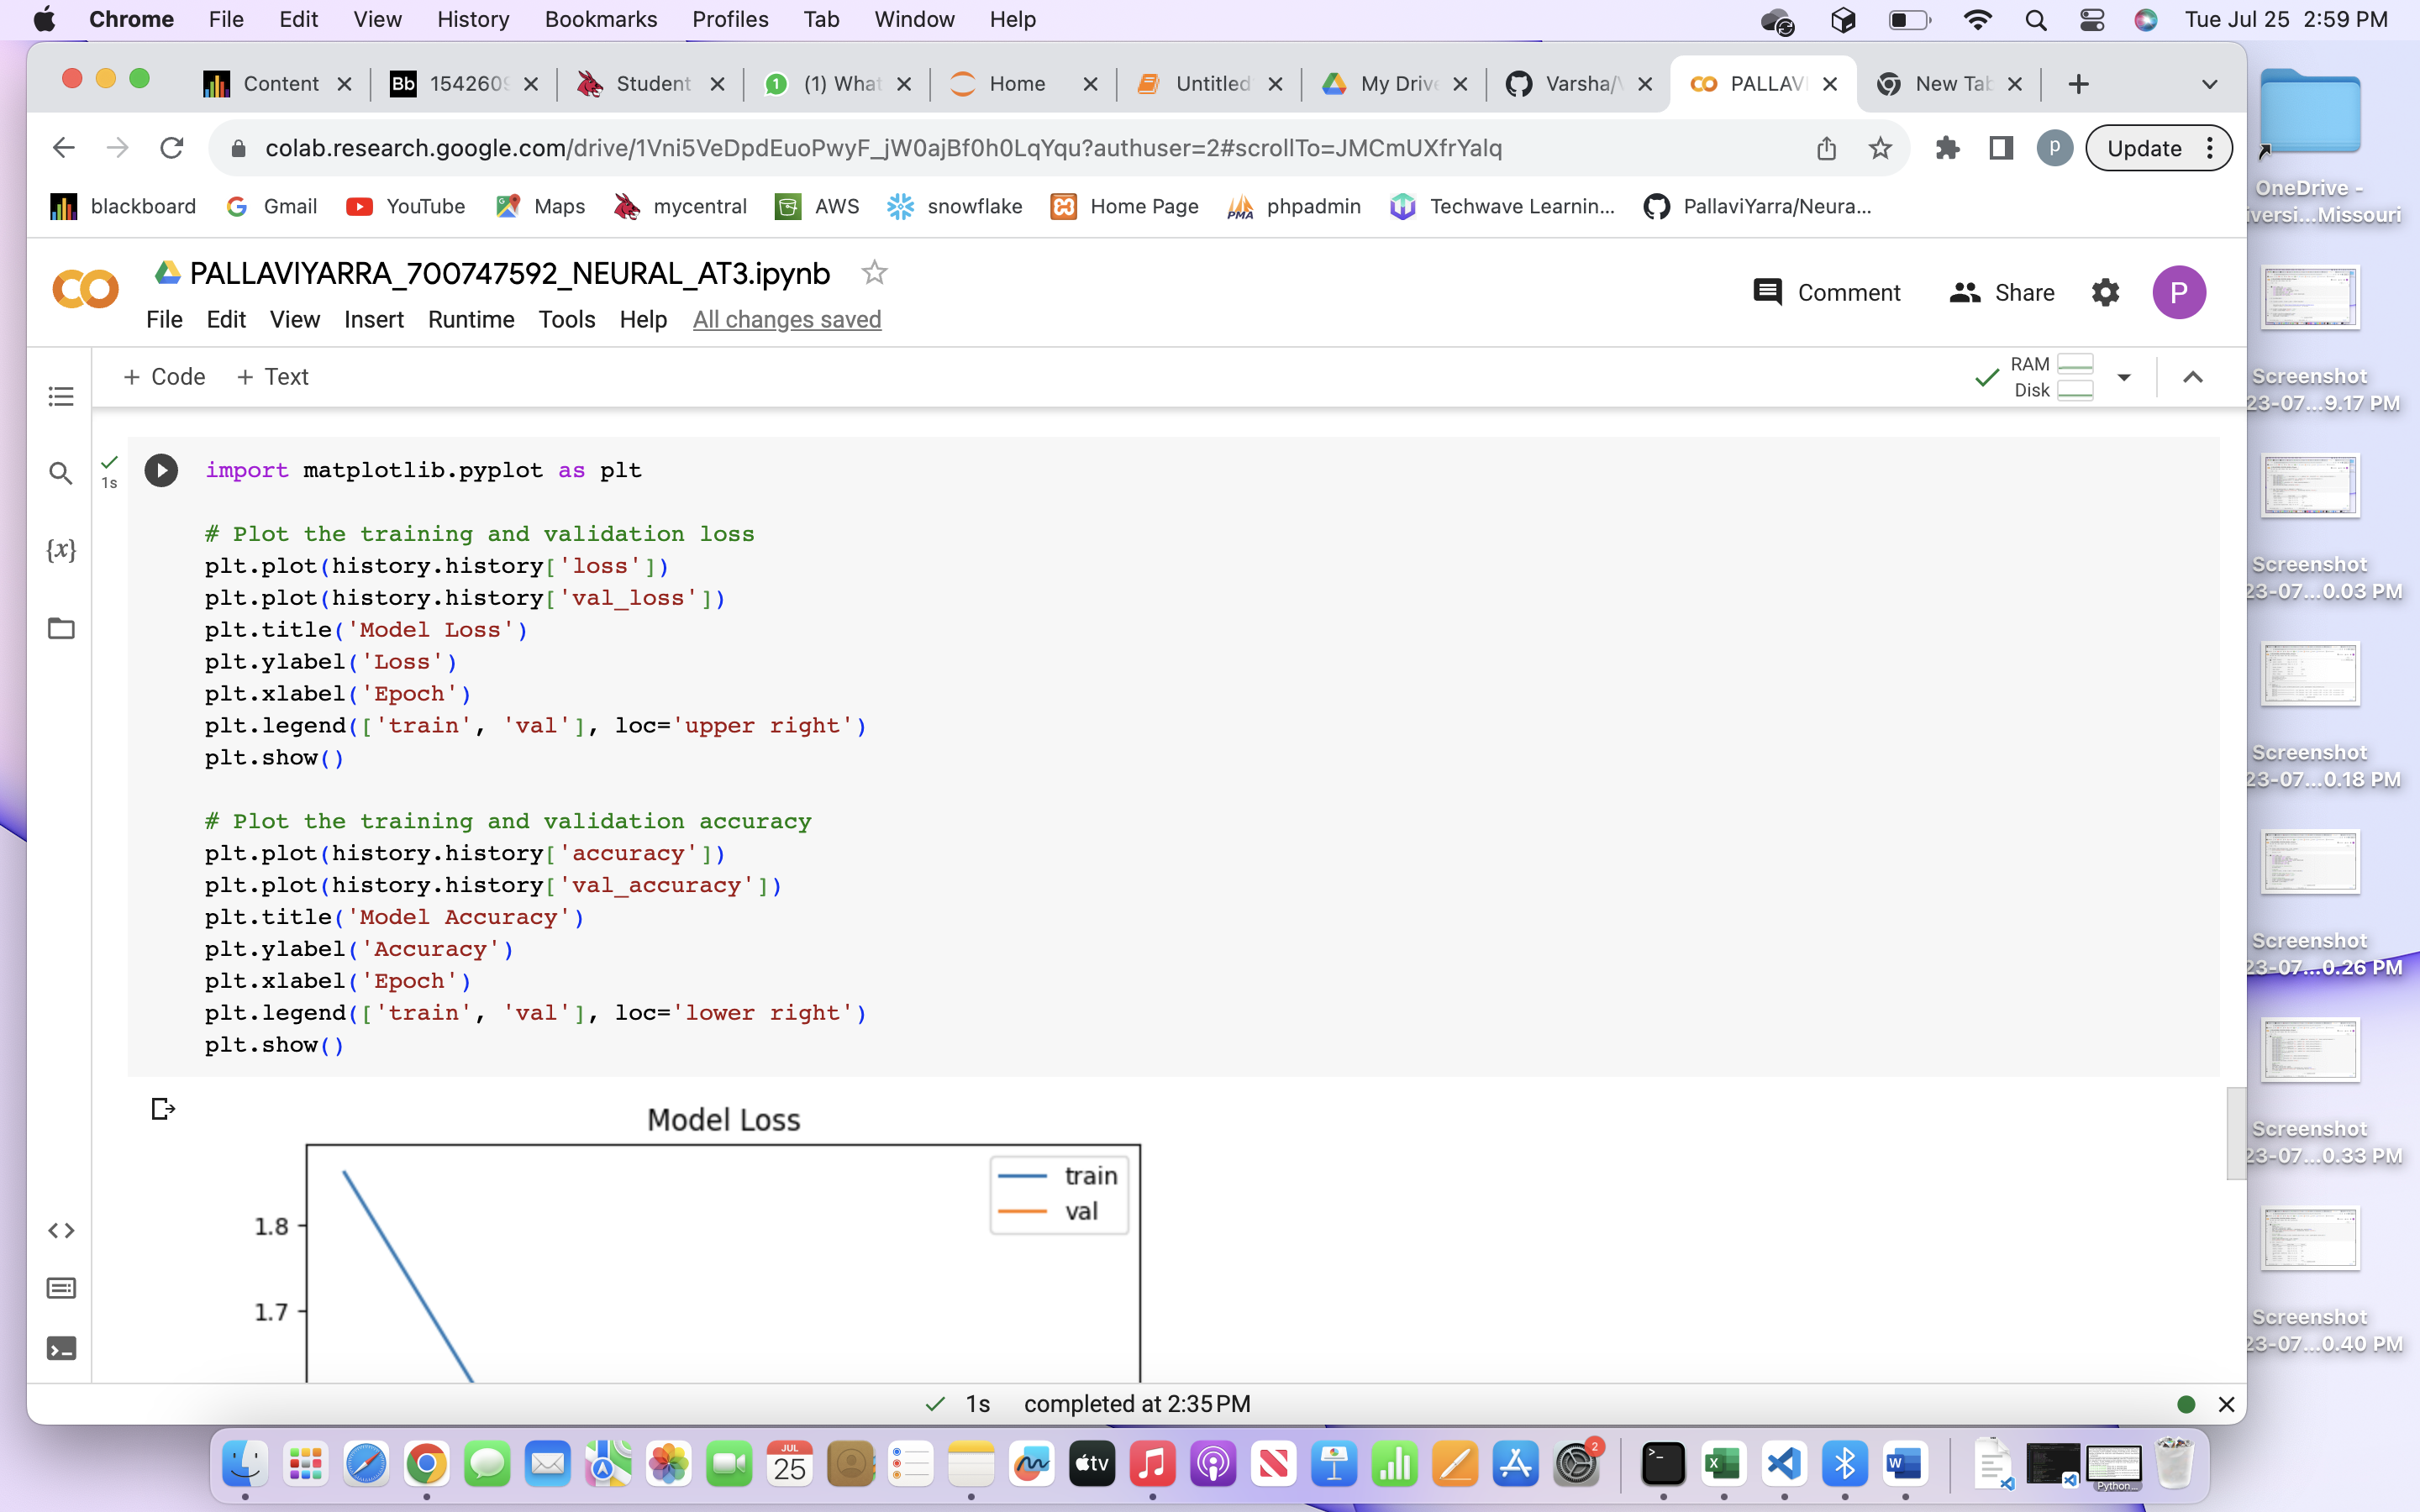 Chrome File Edit View History Bookmarks Profiles Tab Window Help Tue Jul 25 2:59 PM
Content Bb 154260 Student (1) What Home Untitled My Drive Varsha/ PALLAVI New Tab
colab.research.google.com/drive/1Vni5VeDpdEuoPwyF_jW0ajBf0h0LqYqu?authuser=2#scrollTo=JMCmUXfrYalq P Update
blackboard Gmail YouTube Maps mycentral AWS snowflake Home Page phpadmin Techwave Learnin... PallaviYarra/Neura...
PALLAVIYARRA_700747592_NEURAL_AT3.ipynb
Comment Share P
File Edit View Insert Runtime Tools Help All changes saved
+ Code + Text
RAM
Disk
1s
import matplotlib.pyplot as plt
# Plot the training and validation loss
plt.plot(history.history['loss'])
plt.plot(history.history['val_loss'])
plt.title('Model Loss')
plt.ylabel('Loss')
plt.xlabel('Epoch')
plt.legend(['train', 'val'], loc='upper right')
plt.show()
# Plot the training and validation accuracy
plt.plot(history.history['accuracy'])
plt.plot(history.history['val_accuracy'])
plt.title('Model Accuracy')
plt.ylabel('Accuracy')
plt.xlabel('Epoch')
plt.legend(['train', 'val'], loc='lower right')
plt.show()
Model Loss
train
val
1.8
1.7
1s completed at 2:35 PM
OneDrive -
iversi...Missouri
Screenshot
23-07...9.17 PM
Screenshot
23-07...0.03 PM
Screenshot
23-07...0.18 PM
Screenshot
23-07...0.26 PM
Screenshot
23-07...0.33 PM
Screenshot
23-07...0.40 PM
JUL
25
tv
2
Python...